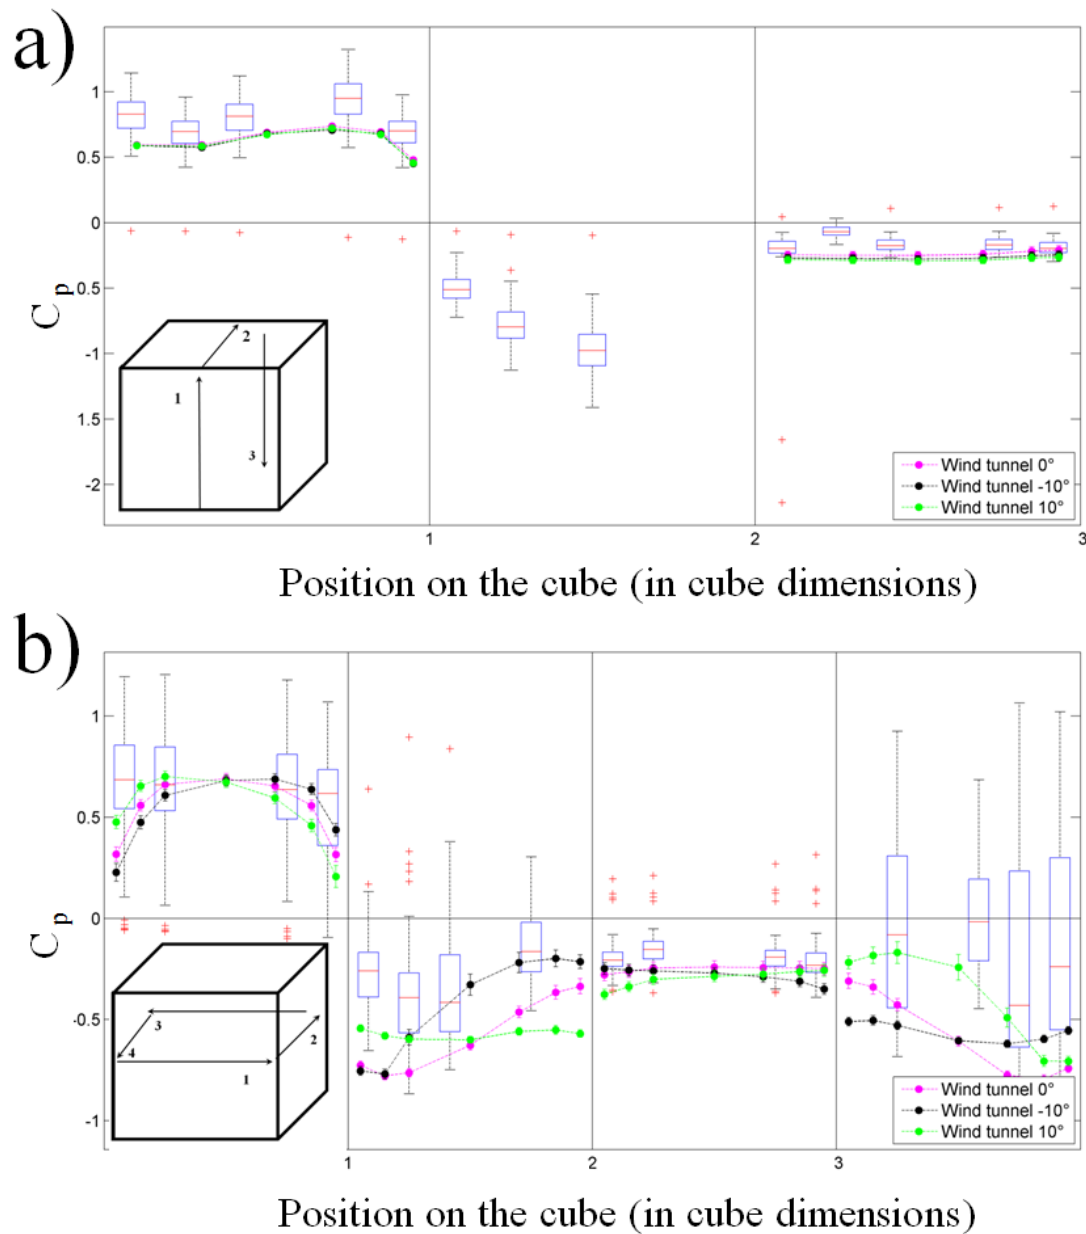 a)
1
0.5
0
0.5
-1
1.5
-2
C p
1
2
3
1
2
3
Wind tunnel 0°
Wind tunnel -10°
Wind tunnel 10°
Position on the cube (in cube dimensions)
b)
1
0.5
0
-0.5
-1
C p
1
2
3
4
1
2
3
Wind tunnel 0°
Wind tunnel -10°
Wind tunnel 10°
Position on the cube (in cube dimensions)